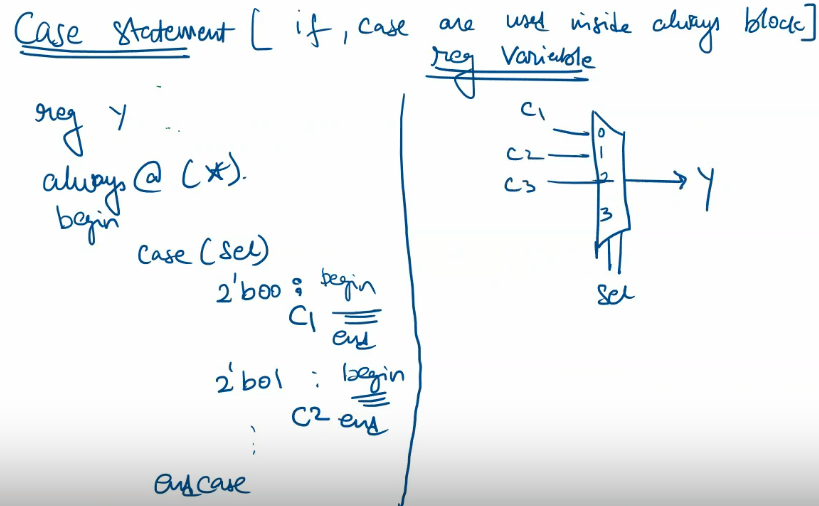 Case Statement [ if, case are used inside always block]
reg Variable
reg y
always @ (*).
begin
case (sel)
2'b00 : begin
C1
end
2'b01 : begin
C2 end
endcase
C1
C2
C3
0
1
2
3
Y
Sel